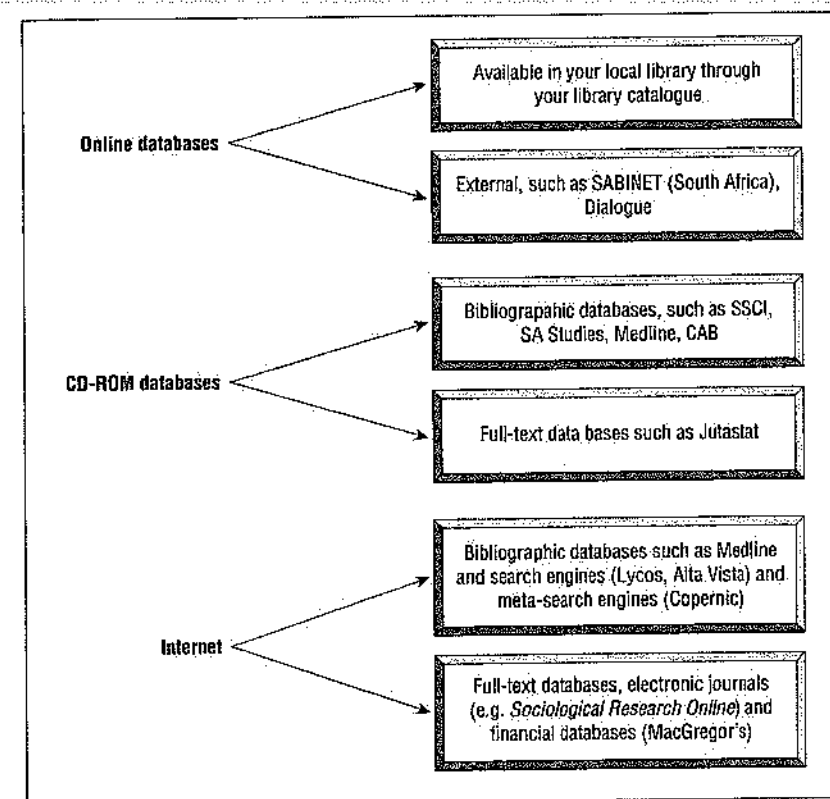 Available in your local library through
your library catalogue
Online databases
External, such as SABINET (South Africa),
Dialogue
Bibliograpahic databases, such as SSCI,
SA Studies, Medline, CAB
CD-ROM databases
Full-text data bases such as Jutastat
Bibliographic databases such as Medline
and search engines (Lycos, Alta Vista) and
meta-search engines (Copernic)
Internet
Full-text databases, electronic journals
(e.g. Sociological Research Online) and
financial databases (MacGregor's)